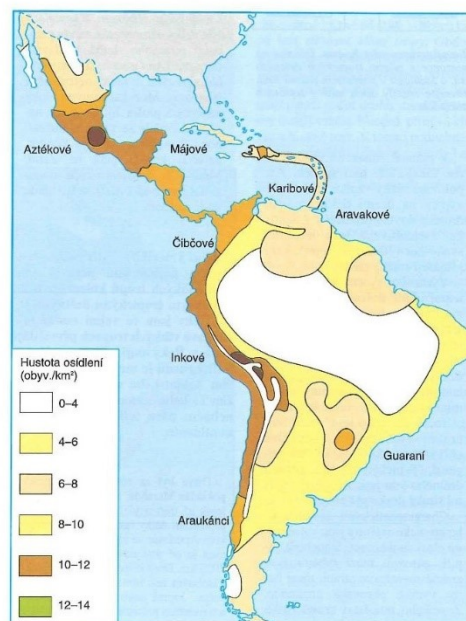 Aztékové
Májové
Karibové
Aravakové
Čibčové
Inkové
Guaraní
Araukánci
Hustota osídlení
(obyv./km²)
0–4
4–6
6–8
8–10
10–12
12–14